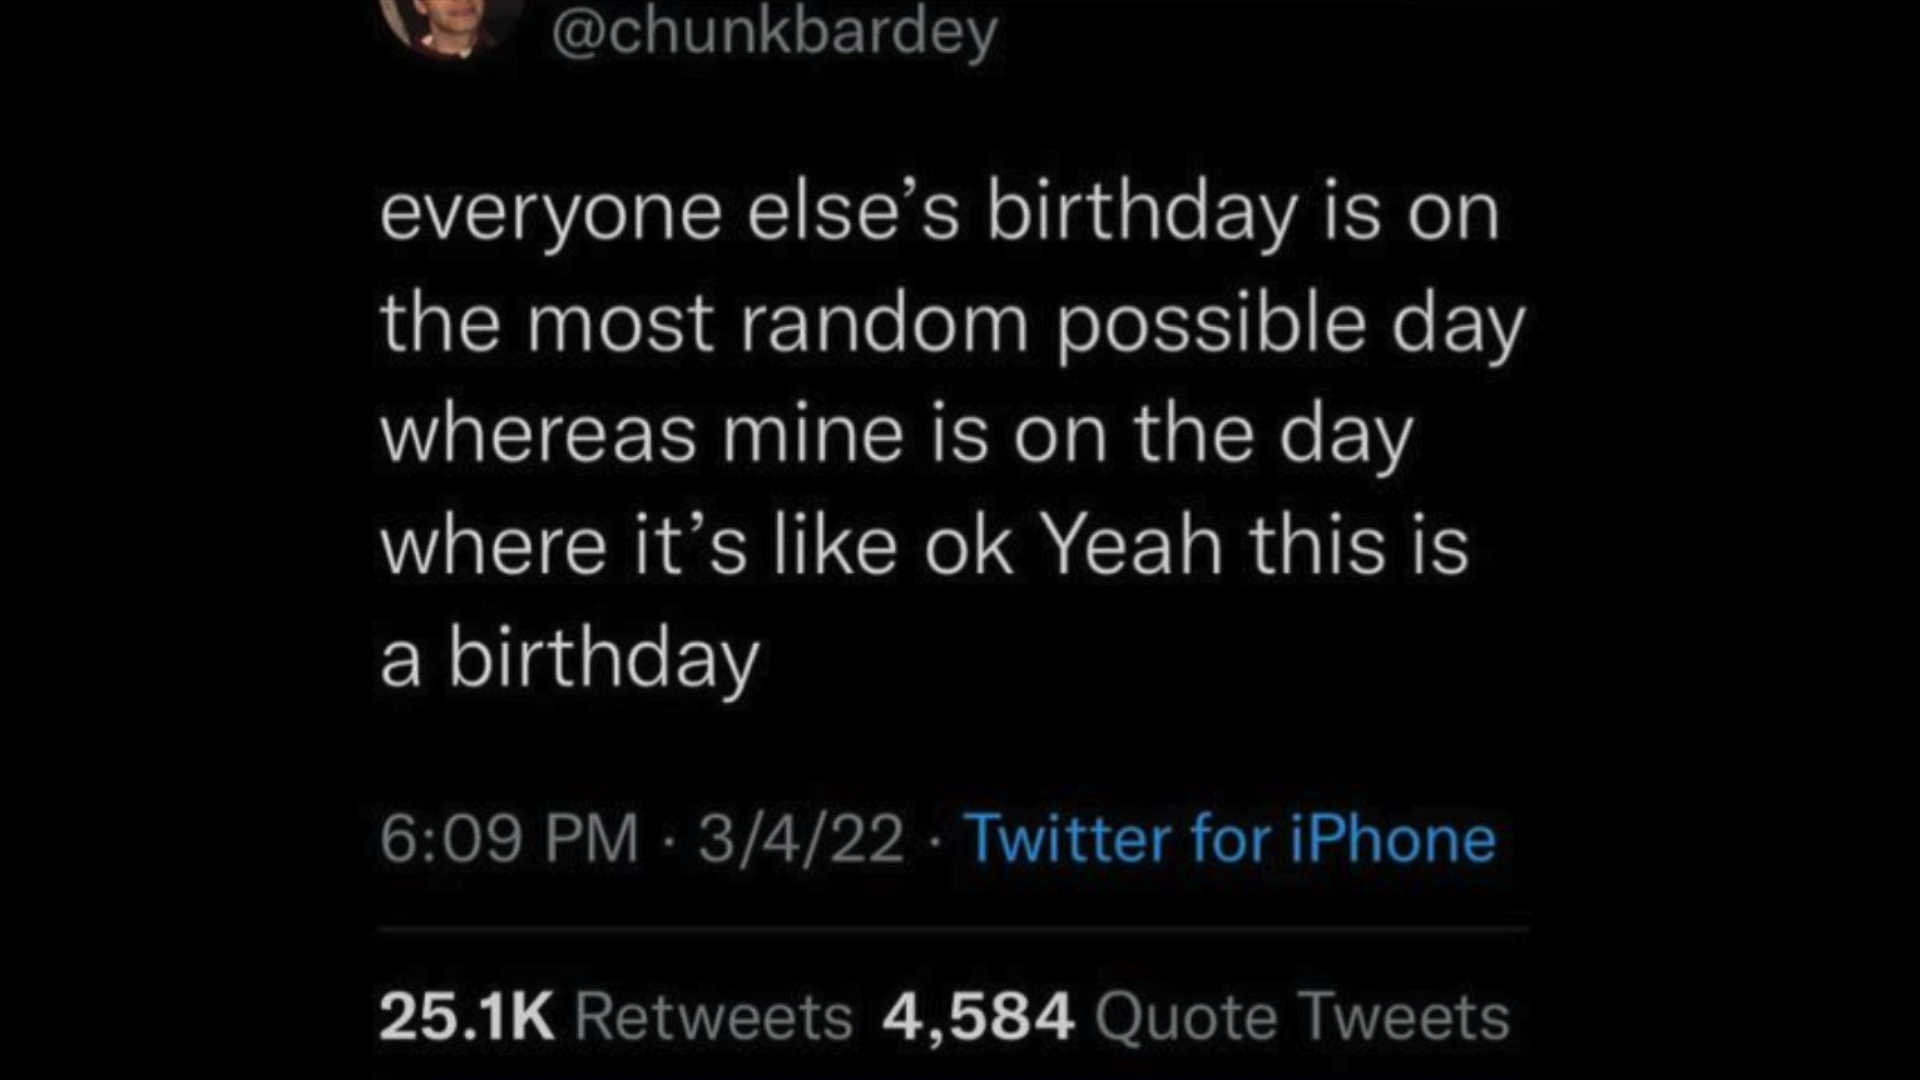 @chunkbardey
everyone else’s birthday is on
the most random possible day
whereas mine is on the day
where it’s like ok Yeah this is
a birthday
6:09 PM · 3/4/22 · Twitter for iPhone
25.1K Retweets 4,584 Quote Tweets